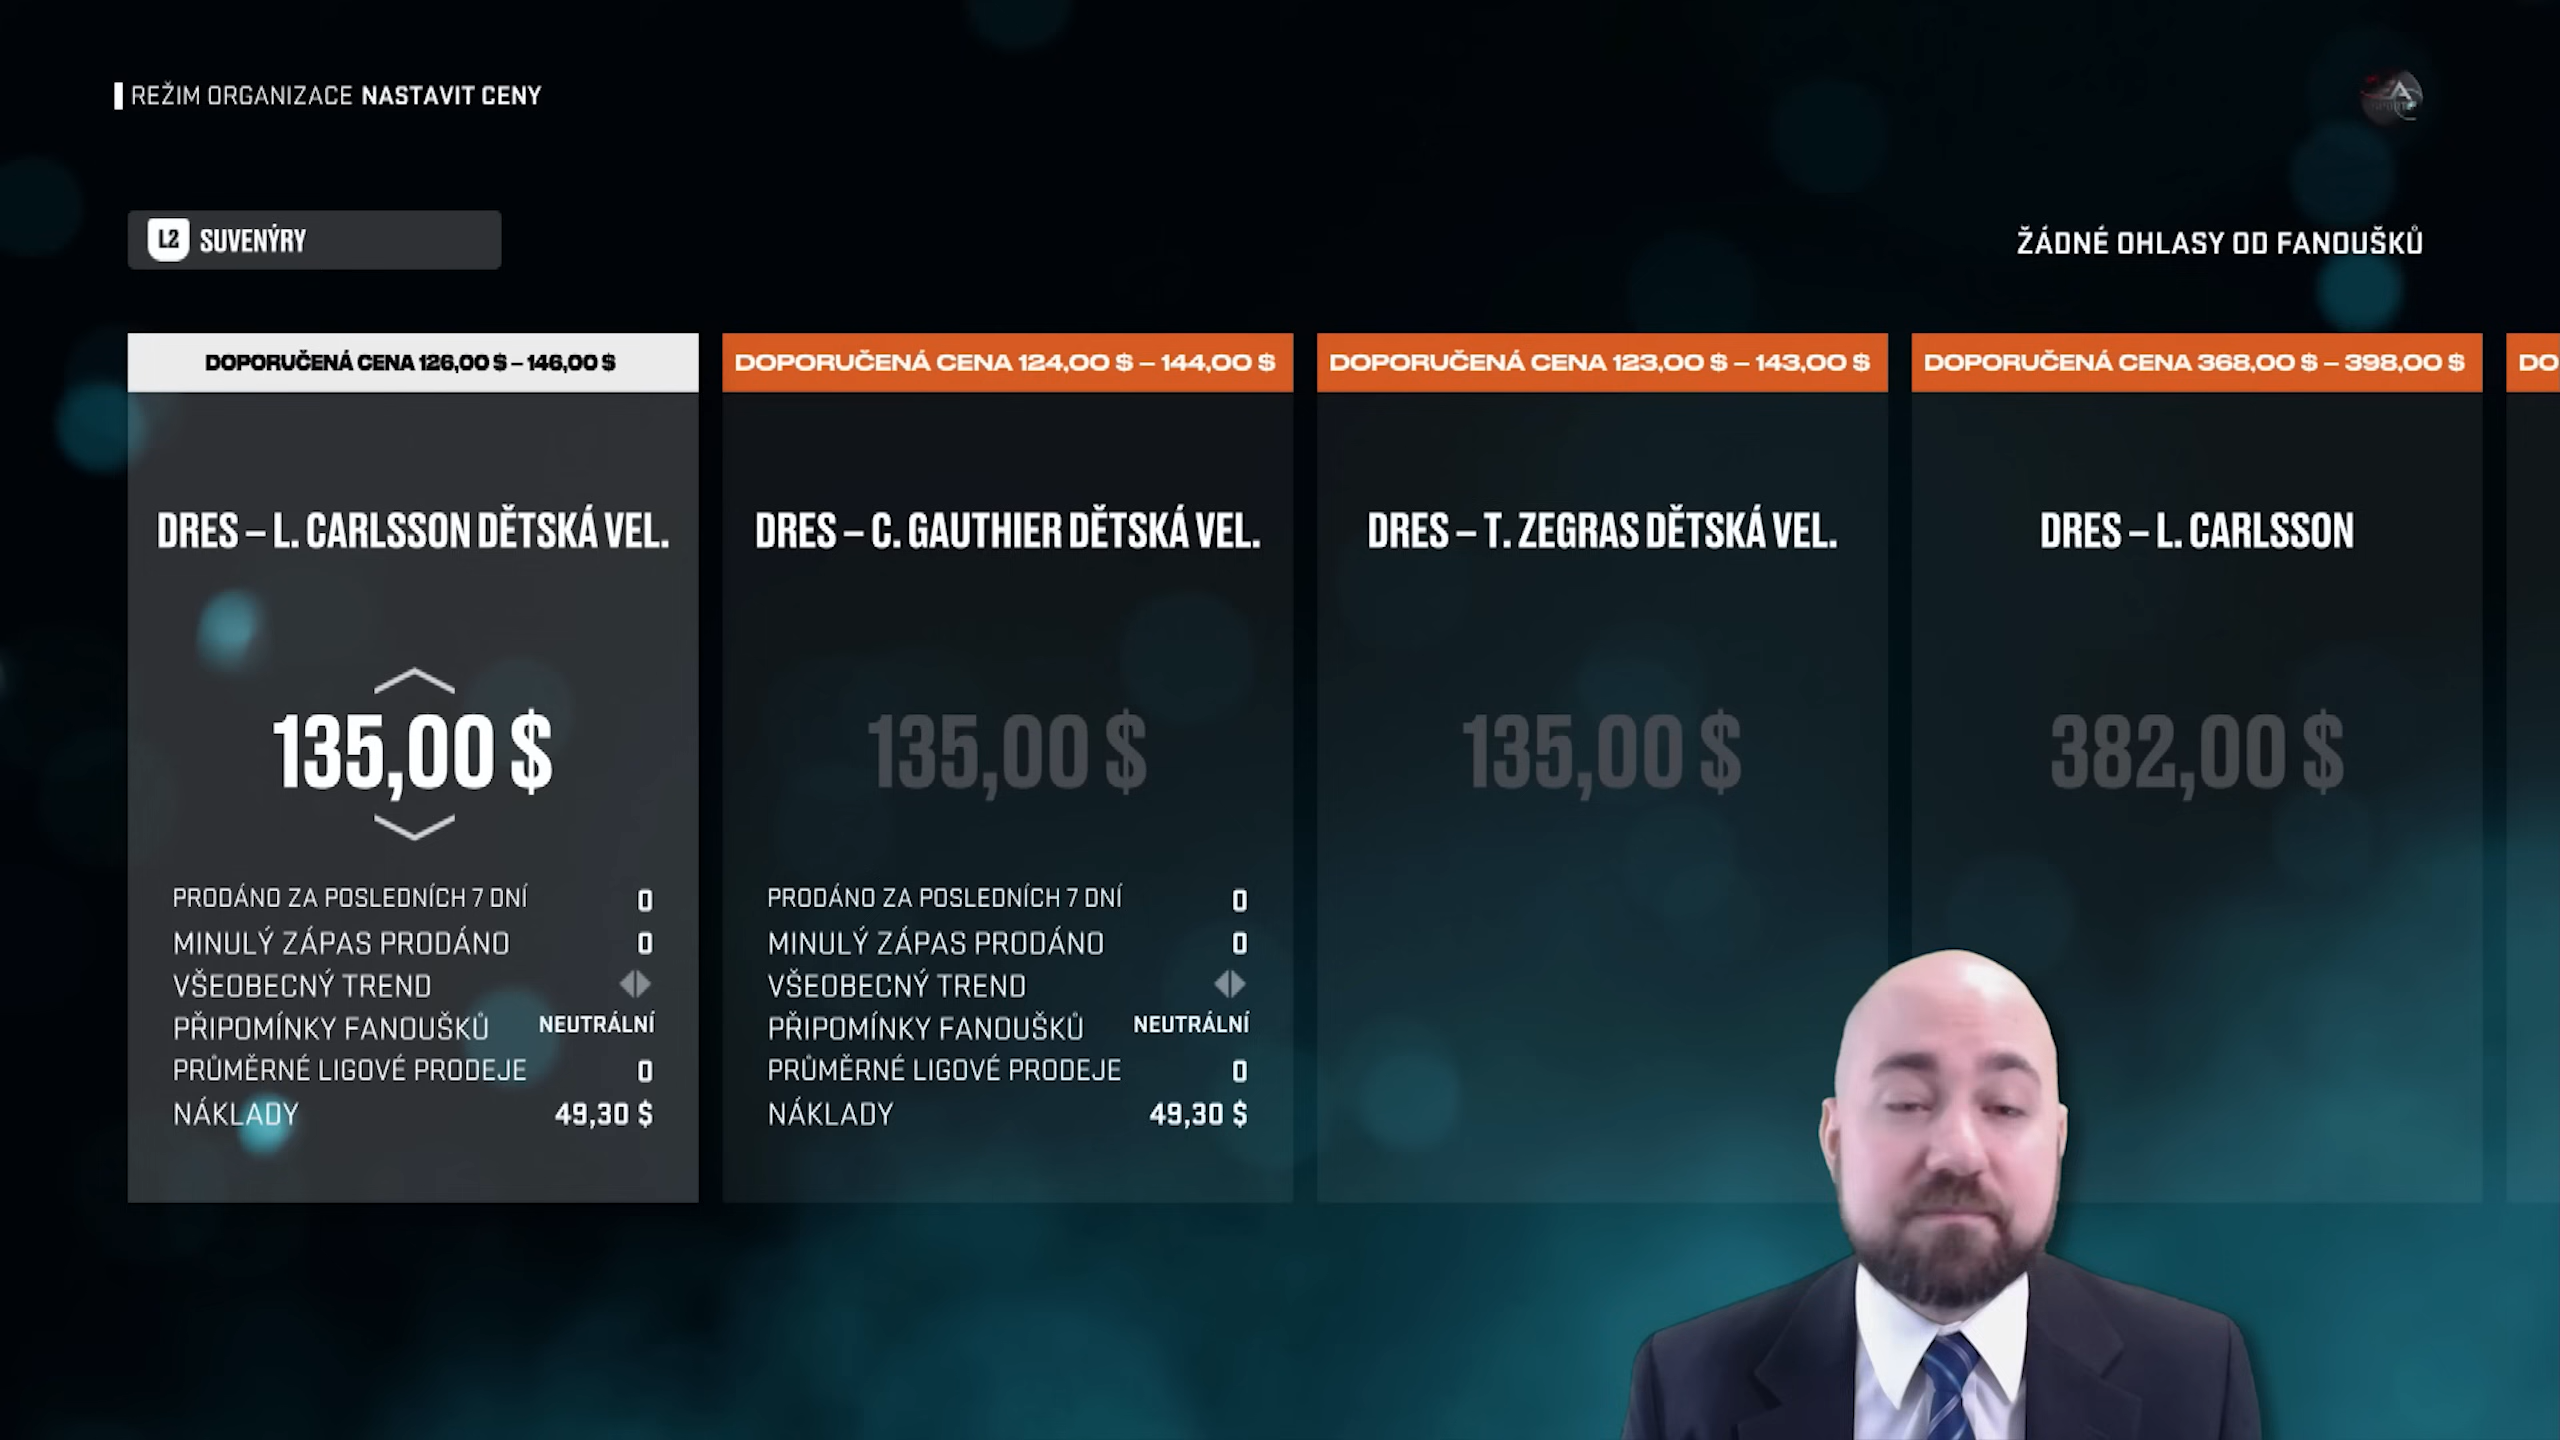 REŽIM ORGANIZACE NASTAVIT CENY
L2 SUVENÝRY
ŽÁDNÉ OHLASY OD FANOUŠKŮ
DOPORUČENÁ CENA 126,00 $ – 146,00 $
DRES – L. CARLSSON DĚTSKÁ VEL.
135,00 $
PRODÁNO ZA POSLEDNÍCH 7 DNÍ 0
MINULÝ ZÁPAS PRODÁNO 0
VŠEOBECNÝ TREND
PŘIPOMÍNKY FANOUŠKŮ NEUTRÁLNÍ
PRŮMĚRNÉ LIGOVÉ PRODEJE 0
NÁKLADY 49,30 $
DOPORUČENÁ CENA 124,00 $ – 144,00 $
DRES – C. GAUTHIER DĚTSKÁ VEL.
135,00 $
PRODÁNO ZA POSLEDNÍCH 7 DNÍ 0
MINULÝ ZÁPAS PRODÁNO 0
VŠEOBECNÝ TREND
PŘIPOMÍNKY FANOUŠKŮ NEUTRÁLNÍ
PRŮMĚRNÉ LIGOVÉ PRODEJE 0
NÁKLADY 49,30 $
DOPORUČENÁ CENA 123,00 $ – 143,00 $
DRES – T. ZEGRAS DĚTSKÁ VEL.
135,00 $
DOPORUČENÁ CENA 368,00 $ – 398,00 $
DRES – L. CARLSSON
382,00 $
DO